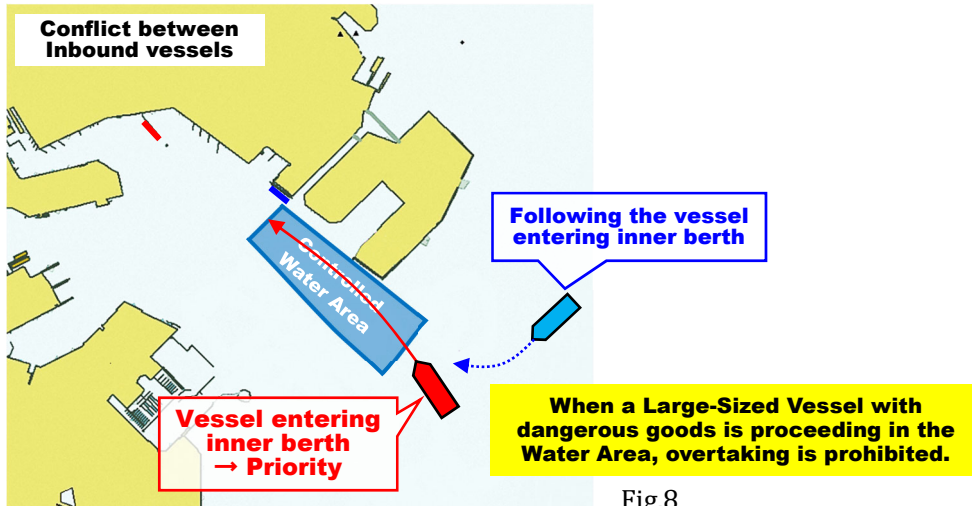 Conflict between
Inbound vessels
Following the vessel
entering inner berth
Controlled
Water Area
Vessel entering
inner berth
→ Priority
When a Large-Sized Vessel with
dangerous goods is proceeding in the
Water Area, overtaking is prohibited.
Fig 8